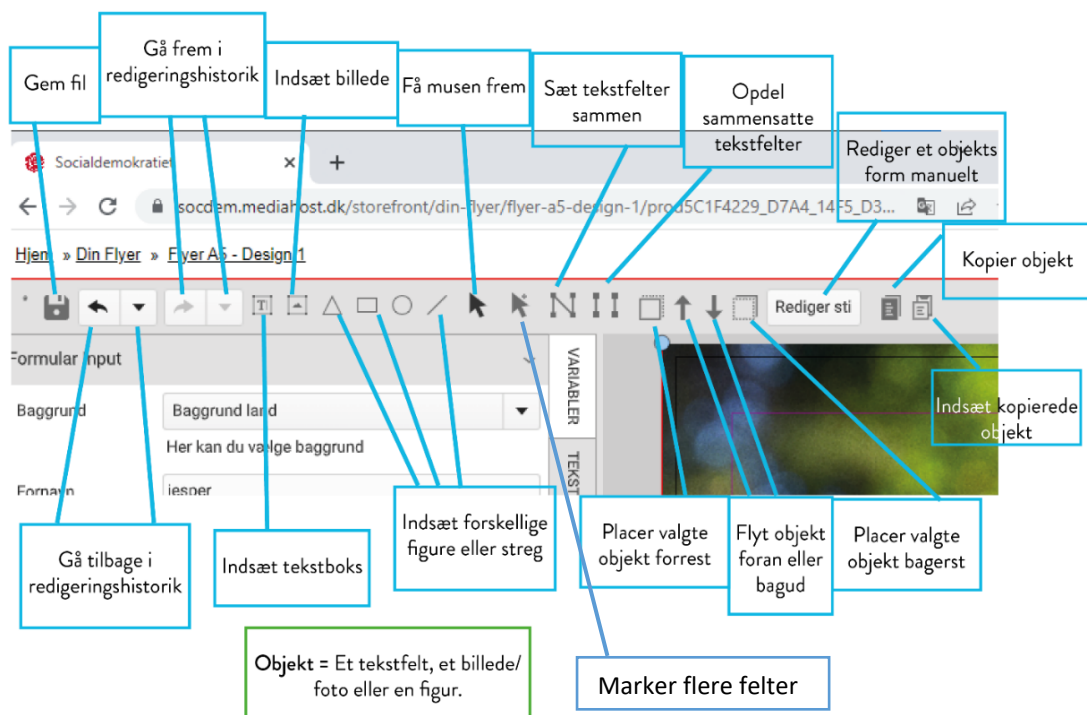 Gem fil
Gå frem i
redigeringshistorik
Indsæt billede
Få musen frem
Sæt tekstfelter
sammen
Opdel
sammensatte
tekstfelter
Rediger et objekts
form manuelt
Kopier objekt
Socialdemokratiet
socdem.mediahost.dk/storefront/din-flyer/flyer-a5-design-1/prod5C1F4229_D7A4_14F5_D3...
Hjem » Din Flyer » Flyer A5 - Design 1
T
Rediger sti
Formular Input
VARIABLER
TEKST
Baggrund
Baggrund land
Her kan du vælge baggrund
Fornavn
jesper
Indsæt kopierede
objekt
Gå tilbage i
redigeringshistorik
Indsæt tekstboks
Indsæt forskellige
figure eller streg
Placer valgte
objekt forrest
Flyt objekt
foran eller
bagud
Placer valgte
objekt bagerst
Objekt = Et tekstfelt, et billede/
foto eller en figur.
Marker flere felter